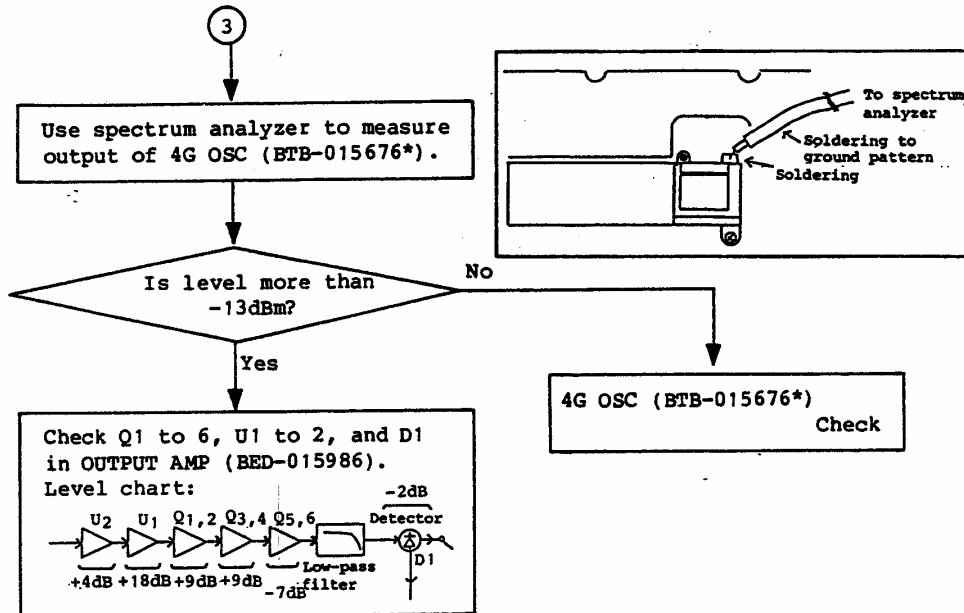 3
Use spectrum analyzer to measure
output of 4G OSC (BTB-015676*).
To spectrum
analyzer
Soldering to
ground pattern
Soldering
Is level more than
-13dBm?
No
Yes
4G OSC (BTB-015676*)
Check
Check Q1 to 6, U1 to 2, and D1
in OUTPUT AMP (BED-015986).
Level chart:
U2 U1 Q1,2 Q3,4 Q5,6
-2dB
Detector
D1
Low-pass
filter
+4dB +18dB +9dB +9dB -7dB